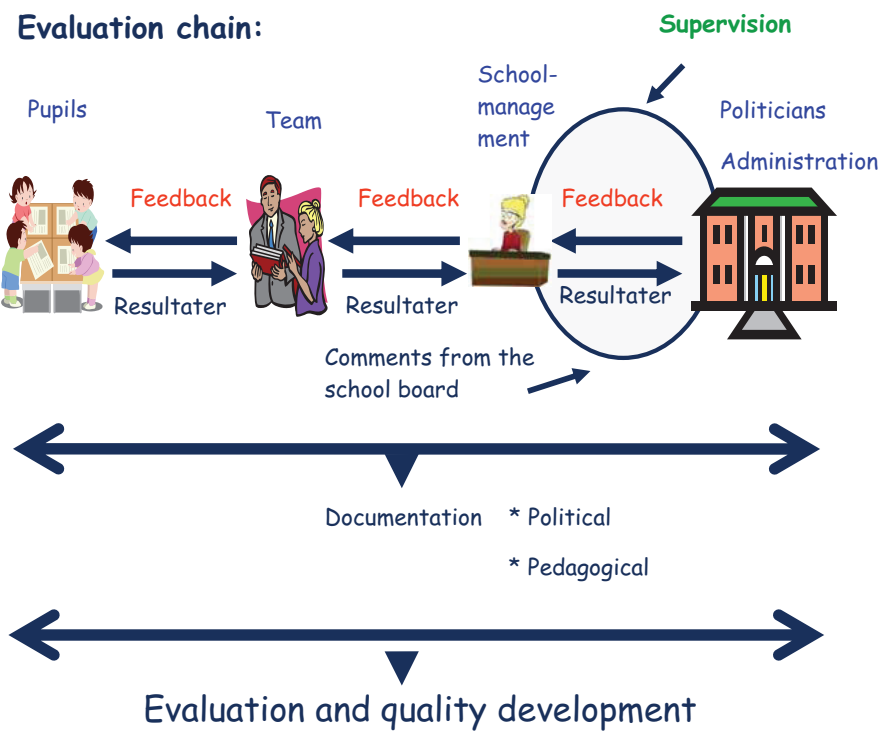 Evaluation chain:
Supervision
School-
manage
ment
Pupils
Team
Politicians
Administration
Feedback
Feedback
Feedback
Resultater
Resultater
Resultater
Comments from the
school board
Documentation * Political
* Pedagogical
Evaluation and quality development